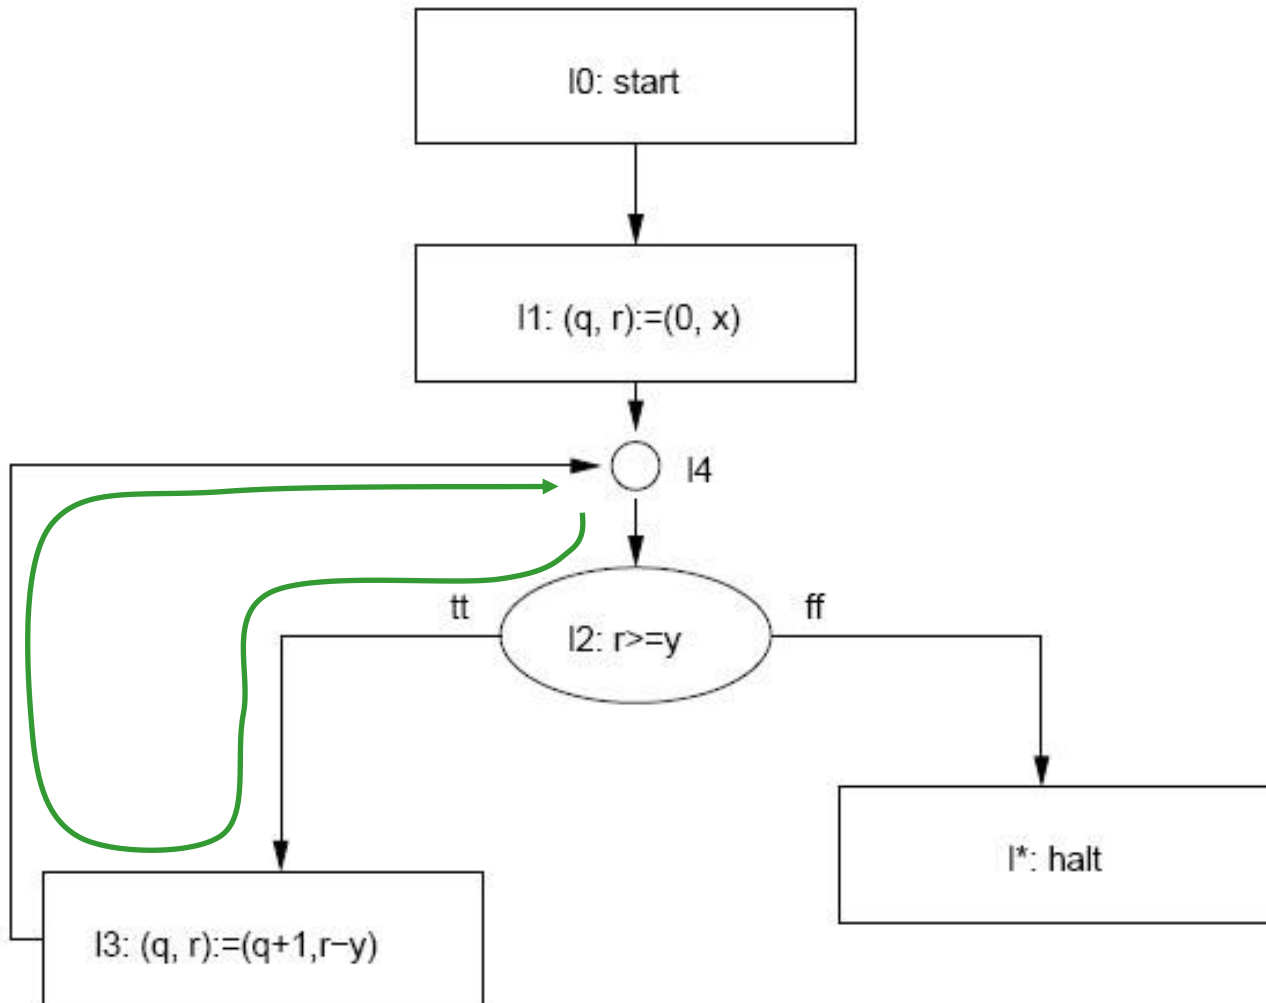 l0: start
l1: (q, r):=(0, x)
l4
tt
ff
l2: r>=y
l*: halt
l3: (q, r):=(q+1,r−y)